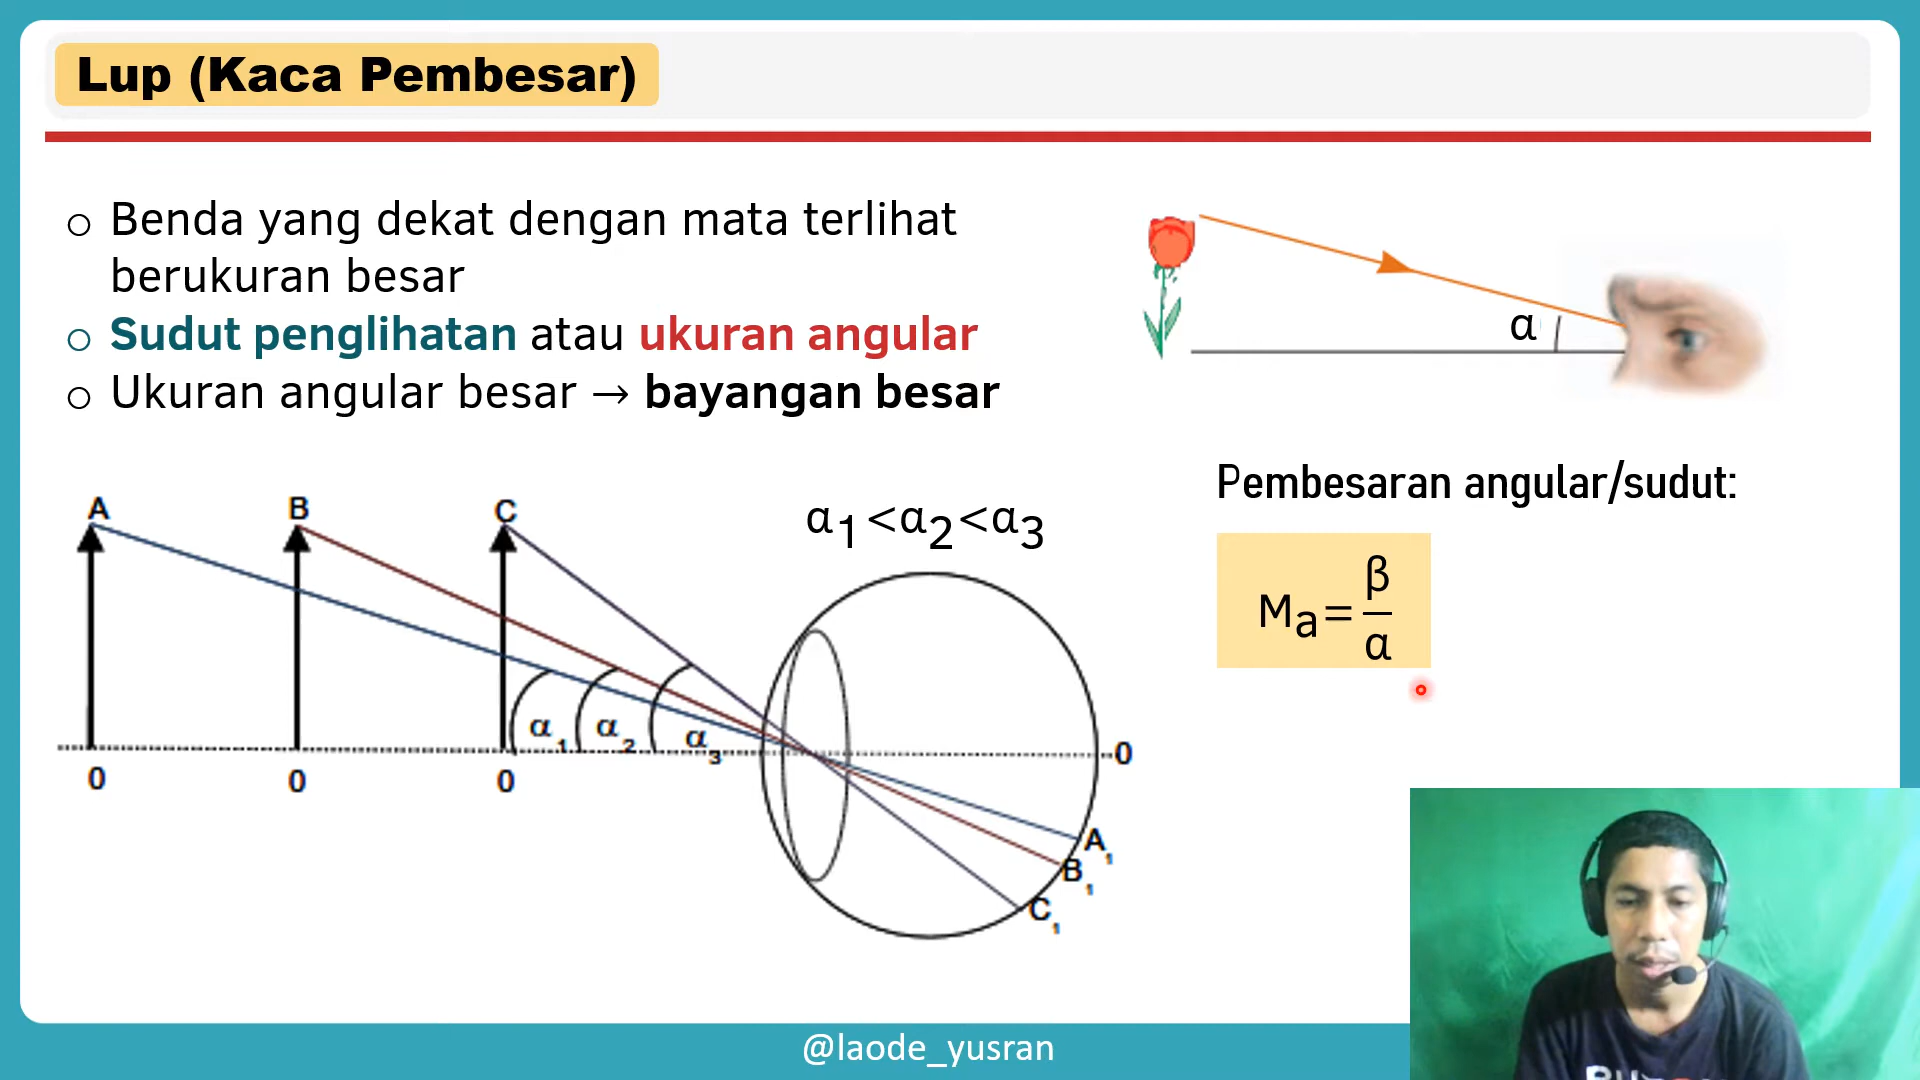 Lup (Kaca Pembesar)
○ Benda yang dekat dengan mata terlihat
berukuran besar
○ Sudut penglihatan atau ukuran angular
○ Ukuran angular besar → bayangan besar
α
A B C
α₁<α₂<α₃
α₁ α₂ α₃
0 0 0
0
A₁
B₁
C₁
Pembesaran angular/sudut:
Mₐ= β/α
@laode_yusran